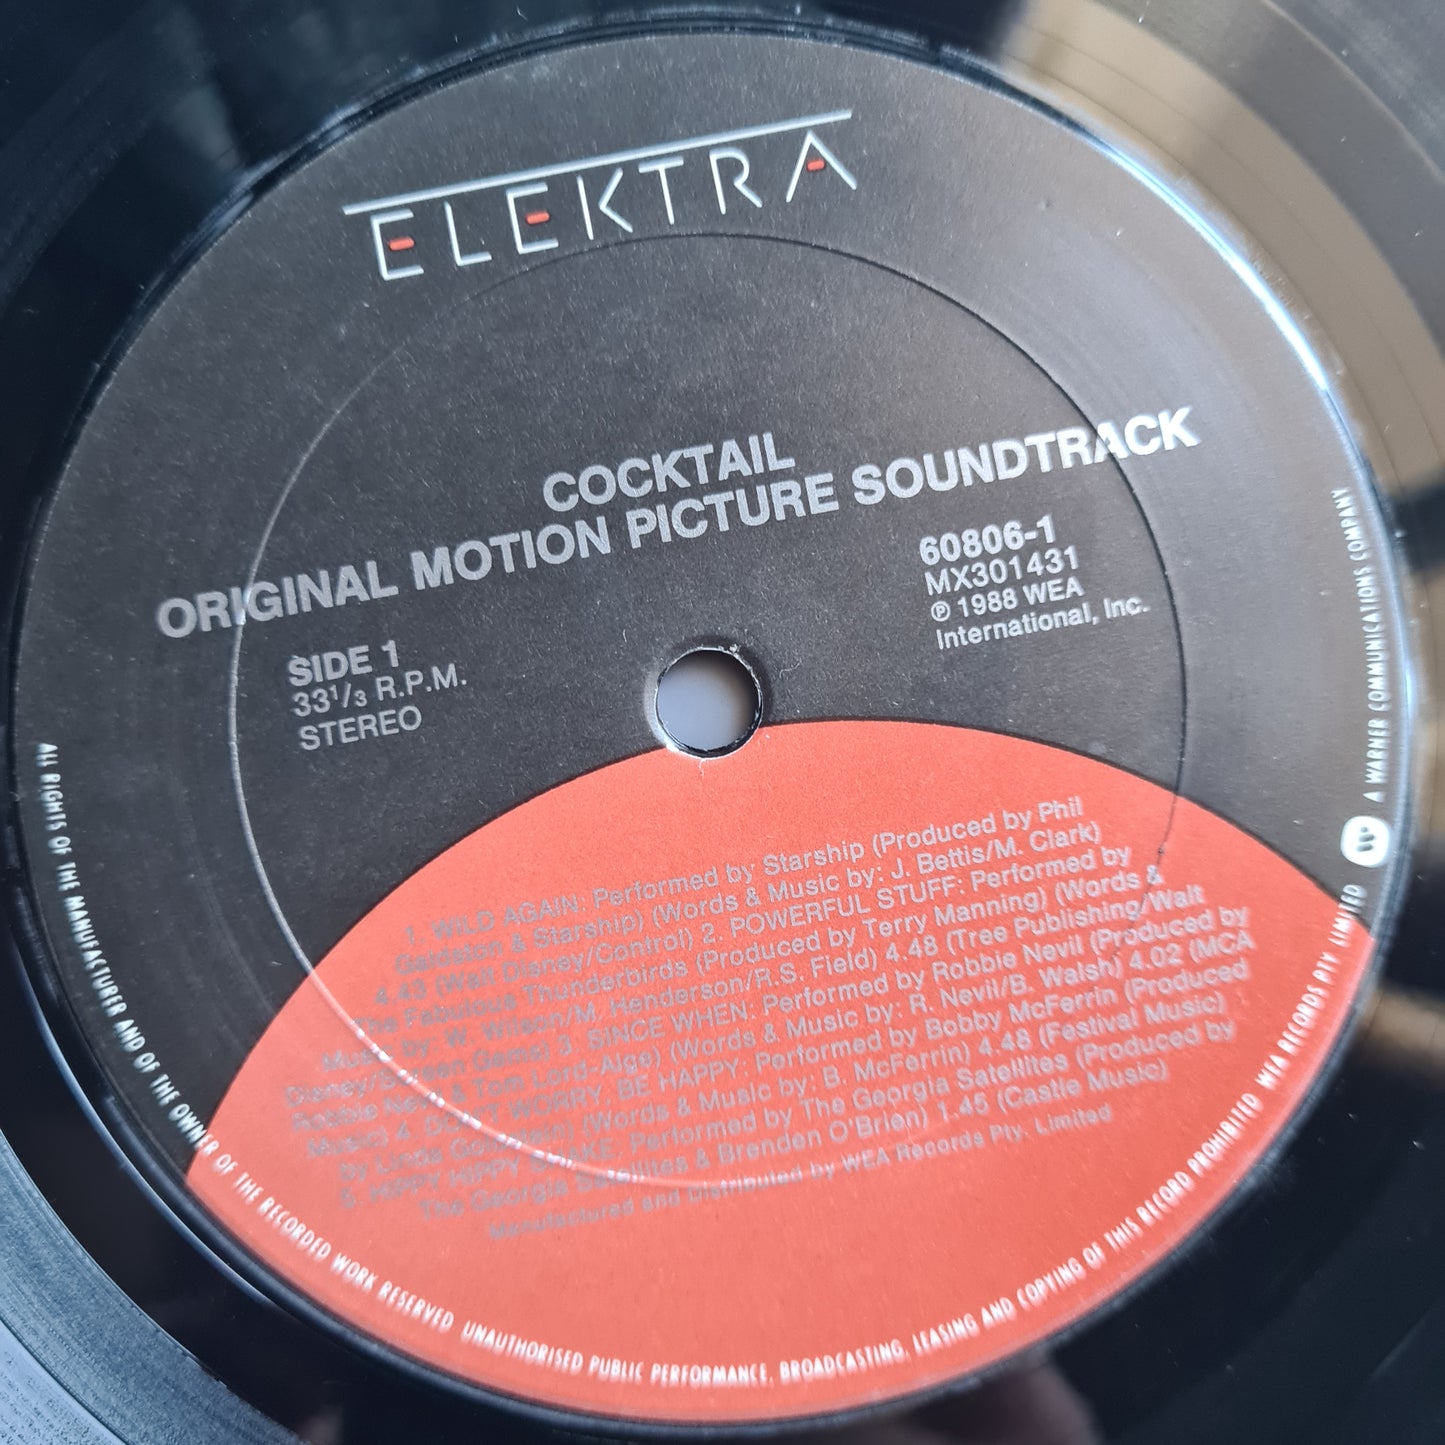 ELEKTRA
COCKTAIL
ORIGINAL MOTION PICTURE SOUNDTRACK
SIDE 1
33¹/₃ R.P.M.
STEREO
60806-1
MX301431
℗ 1988 WEA
International, Inc.
1. WILD AGAIN: Performed by Starship (Produced by Phil
Galdston & Starship) (Words & Music by: J. Bettis/M. Clark)
4.43 (Walt Disney/Control) 2. POWERFUL STUFF: Performed by
The Fabulous Thunderbirds (Produced by Terry Manning) (Words &
Music by: W. Wilson/M. Henderson/R.S. Field) 4.48 (Tree Publishing/Walt
Disney/Screen Gems) 3. SINCE WHEN: Performed by Robbie Nevil (Produced by
Robbie Nevil & Tom Lord-Alge) (Words & Music by: R. Nevil/B. Walsh) 4.02 (MCA
Music) 4. DON'T WORRY, BE HAPPY: Performed by Bobby McFerrin (Produced
by Linda Goldstein) (Words & Music by: B. McFerrin) 4.48 (Festival Music)
5. HIPPY HIPPY SHAKE: Performed by The Georgia Satellites (Produced by
The Georgia Satellites & Brenden O'Brien) 1.45 (Castle Music)
Manufactured and Distributed by WEA Records Pty. Limited
ALL RIGHTS OF THE MANUFACTURER AND OF THE OWNER OF THE RECORDED WORK RESERVED UNAUTHORISED PUBLIC PERFORMANCE, BROADCASTING, LEASING AND COPYING OF THIS RECORD PROHIBITED WEA RECORDS PTY LIMITED A WARNER COMMUNICATIONS COMPANY